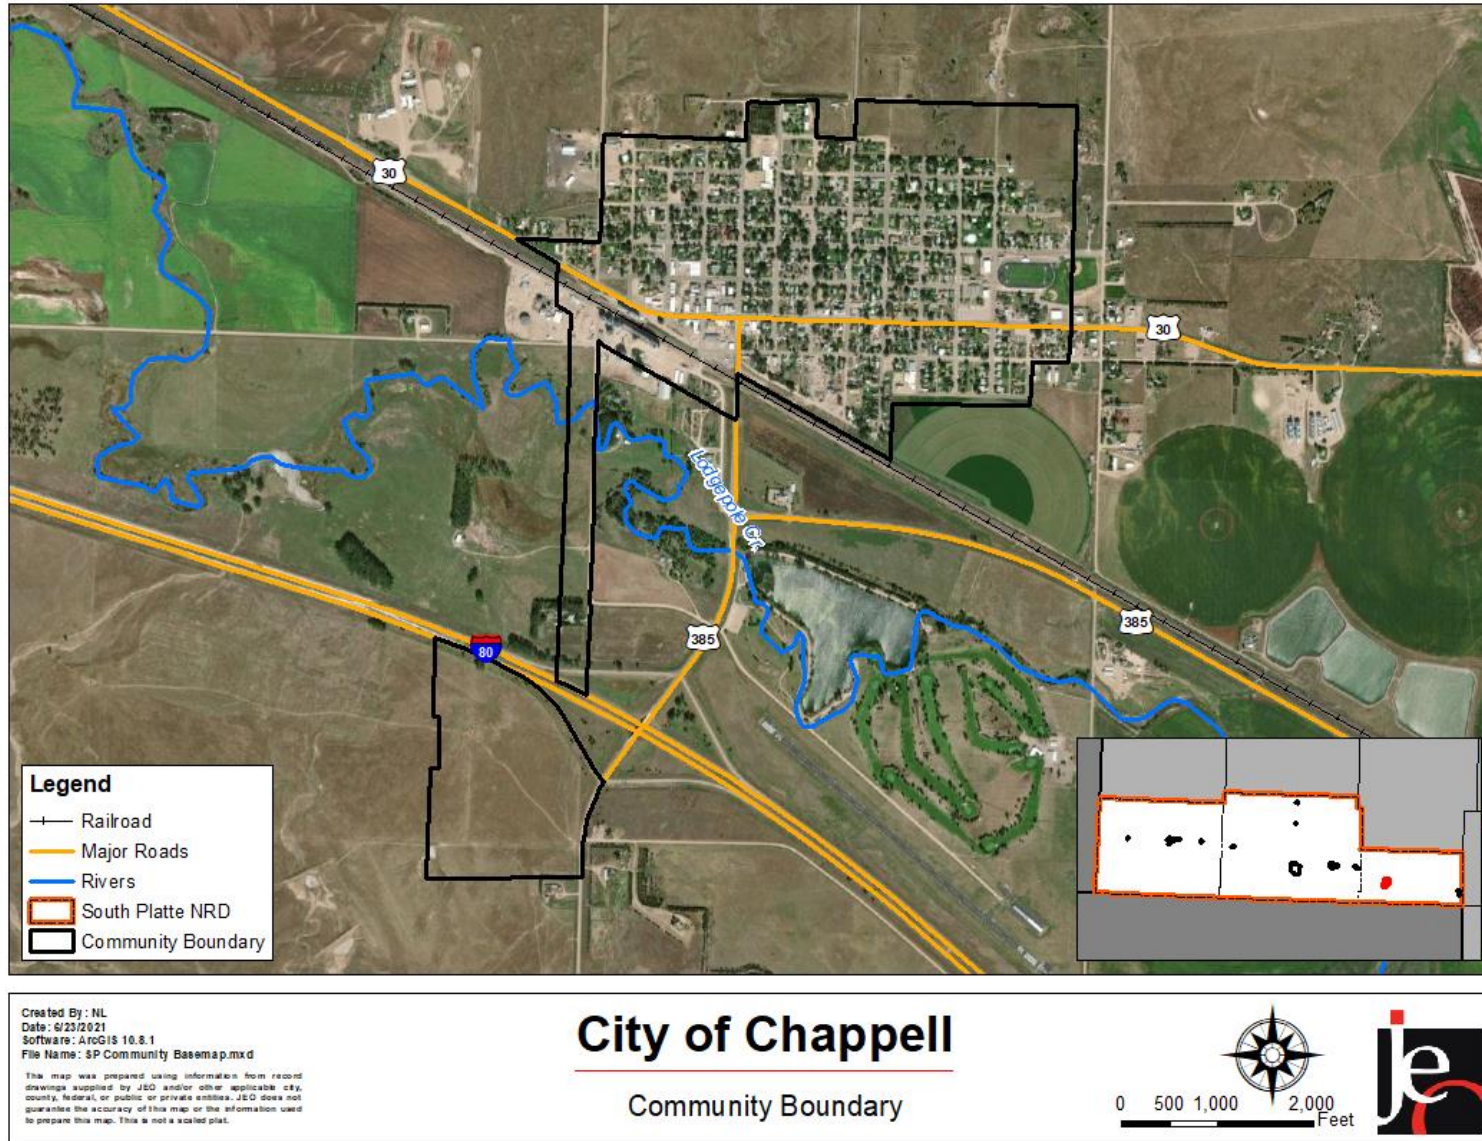 30
30
Lodgepole Cr.
385
385
80
Legend
Railroad
Major Roads
Rivers
South Platte NRD
Community Boundary
Created By: NL
Date: 6/23/2021
Software: ArcGIS 10.8.1
File Name: SP Community Basemap.mxd
This map was prepared using information from record
drawings supplied by JEO and/or other applicable city,
county, federal, or public or private entities. JEO does not
guarantee the accuracy of this map or the information used
to prepare this map. This is not a scaled plat.
City of Chappell
Community Boundary
0 500 1,000 2,000
Feet
je